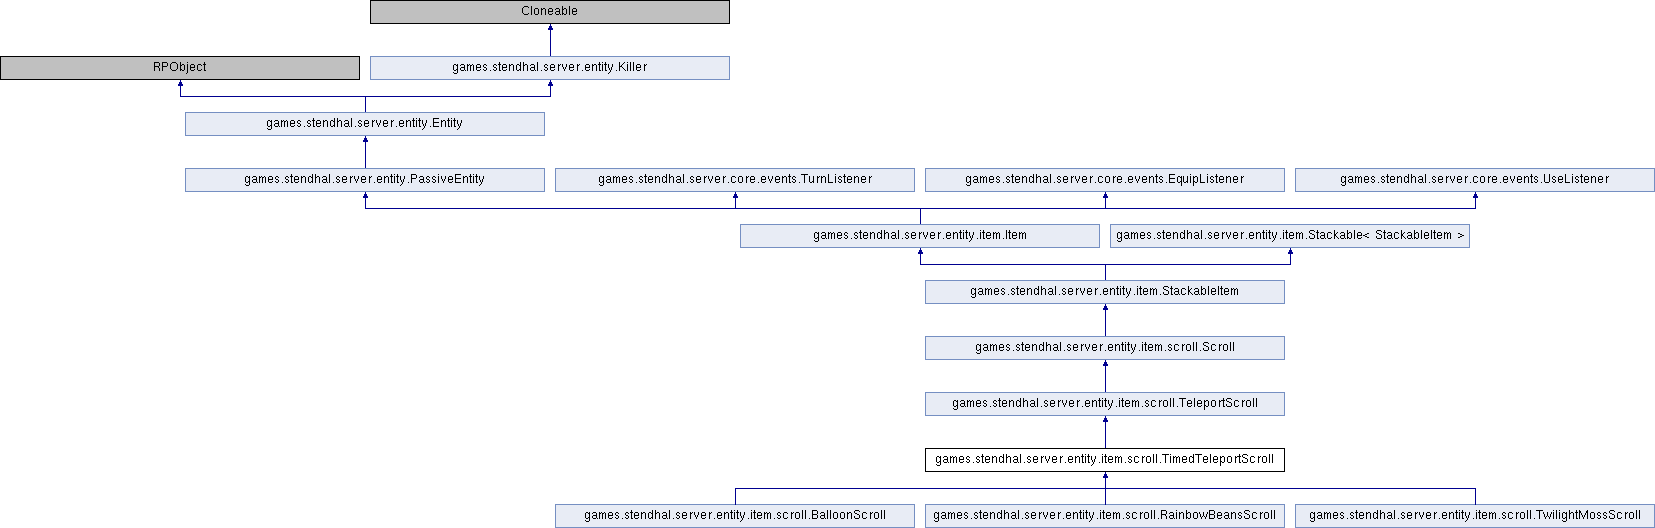 Cloneable
RPObject
games.stendhal.server.entity.Killer
games.stendhal.server.entity.Entity
games.stendhal.server.entity.PassiveEntity
games.stendhal.server.core.events.TurnListener
games.stendhal.server.core.events.EquipListener
games.stendhal.server.core.events.UseListener
games.stendhal.server.entity.item.Item
games.stendhal.server.entity.item.Stackable< StackableItem >
games.stendhal.server.entity.item.StackableItem
games.stendhal.server.entity.item.scroll.Scroll
games.stendhal.server.entity.item.scroll.TeleportScroll
games.stendhal.server.entity.item.scroll.TimedTeleportScroll
games.stendhal.server.entity.item.scroll.BalloonScroll
games.stendhal.server.entity.item.scroll.RainbowBeansScroll
games.stendhal.server.entity.item.scroll.TwilightMossScroll